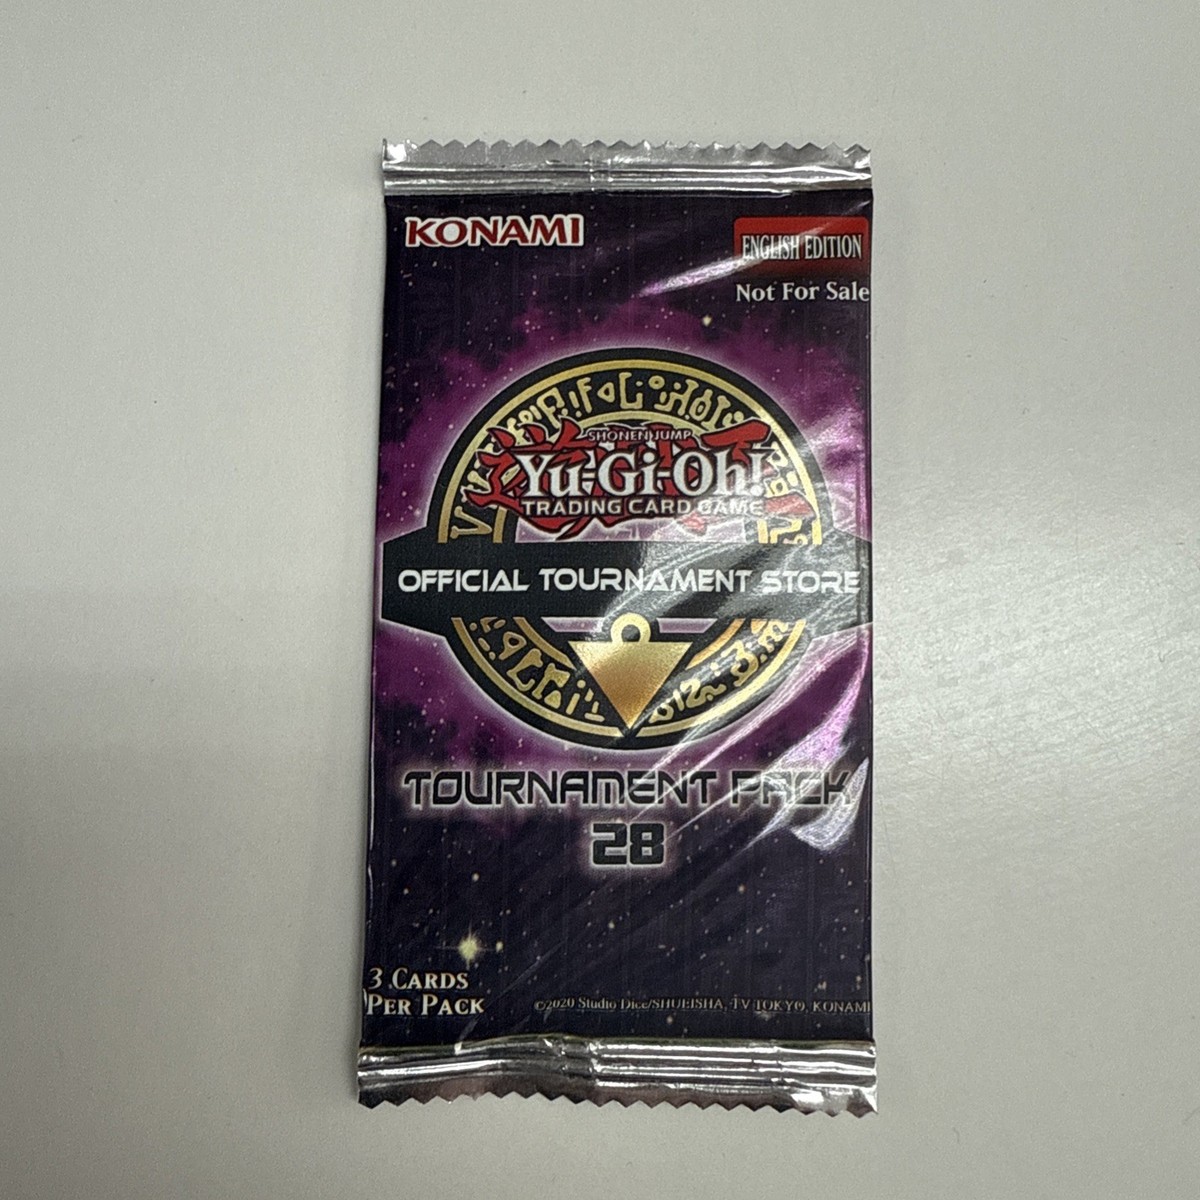 KONAMI
ENGLISH EDITION
Not For Sale
SHONEN JUMP
Yu-Gi-Oh!
TRADING CARD GAME
OFFICIAL TOURNAMENT STORE
TOURNAMENT PACK
28
3 CARDS
PER PACK
©2020 Studio Dice/SHUEISHA, TV TOKYO, KONAMI